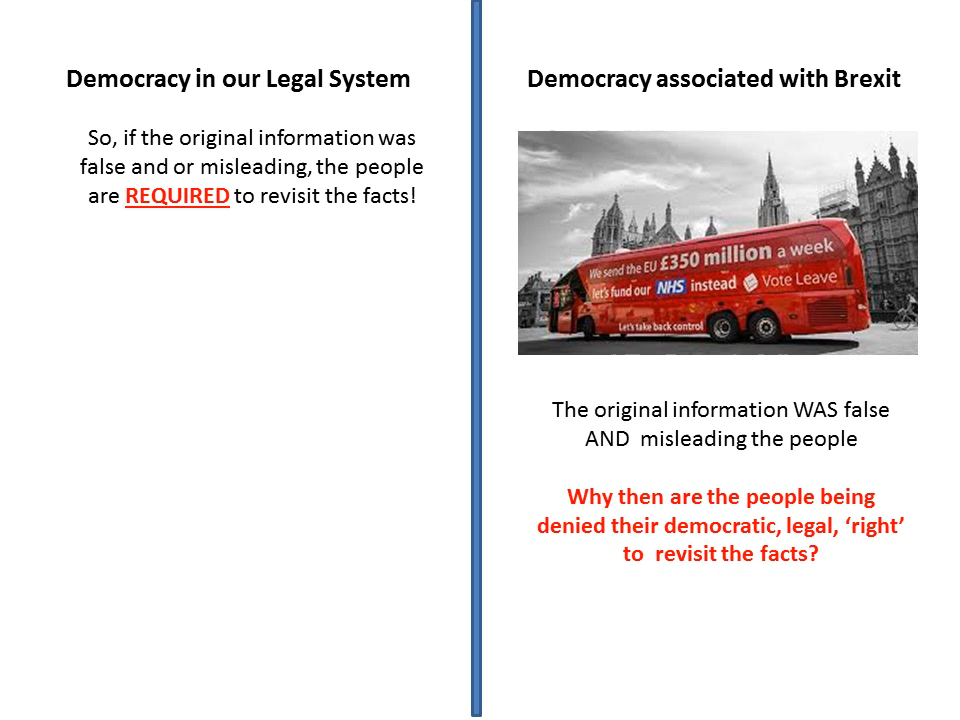 Democracy in our Legal System
So, if the original information was
false and or misleading, the people
are REQUIRED to revisit the facts!
Democracy associated with Brexit
We send the EU £350 million a week
let's fund our NHS instead Vote Leave
Let's take back control
The original information WAS false
AND  misleading the people
Why then are the people being
denied their democratic, legal, ‘right’
to  revisit the facts?